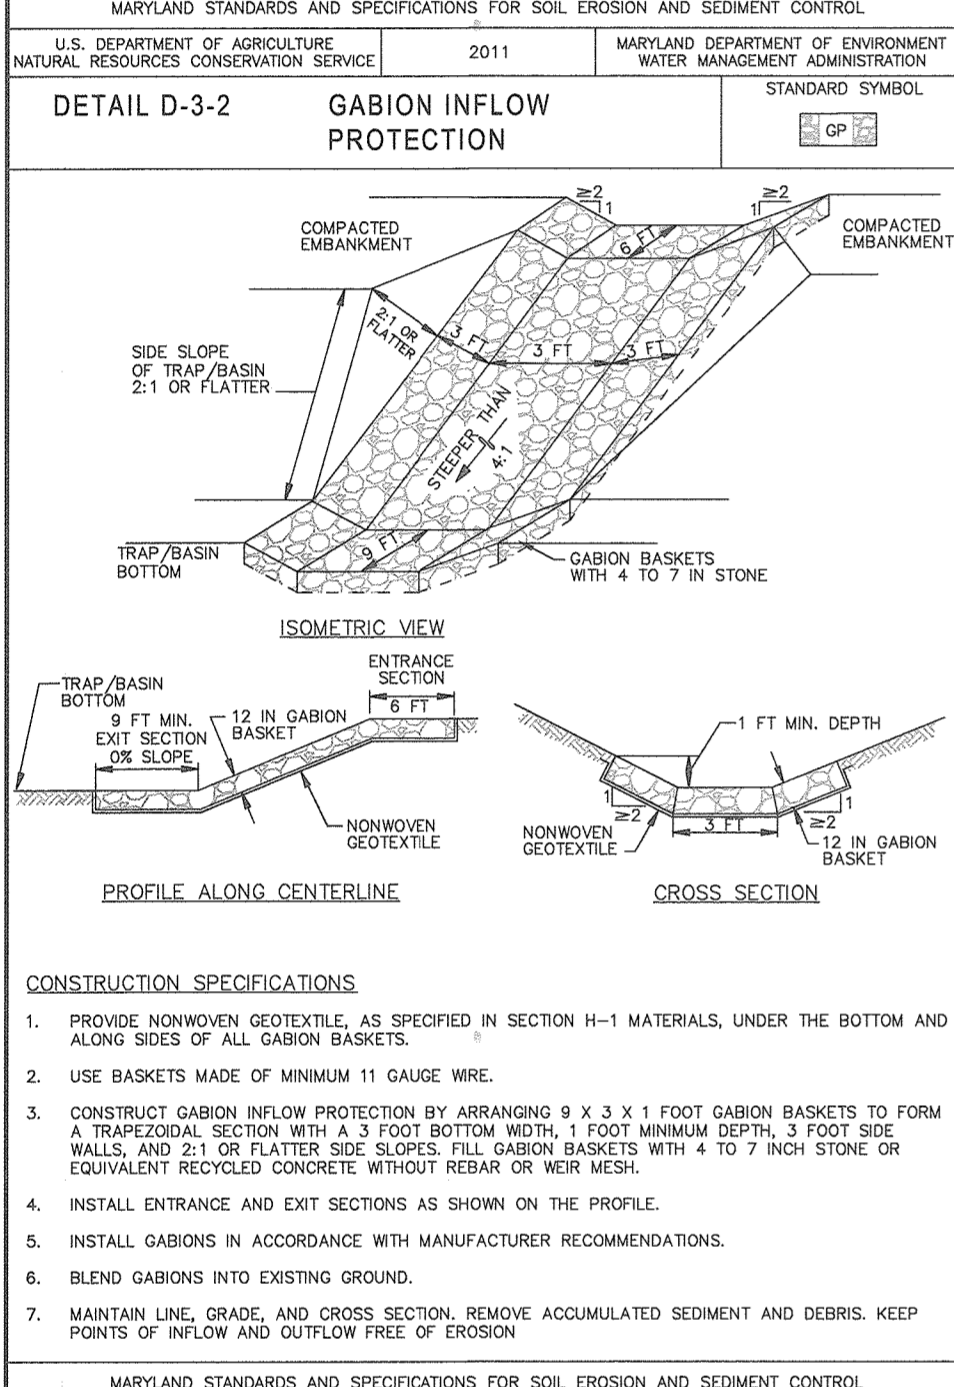 MARYLAND STANDARDS AND SPECIFICATIONS FOR SOIL EROSION AND SEDIMENT CONTROL
U.S. DEPARTMENT OF AGRICULTURE
NATURAL RESOURCES CONSERVATION SERVICE
2011
MARYLAND DEPARTMENT OF ENVIRONMENT
WATER MANAGEMENT ADMINISTRATION
DETAIL D-3-2
GABION INFLOW
PROTECTION
STANDARD SYMBOL
GP
≥2
1
≥2
1
COMPACTED
EMBANKMENT
COMPACTED
EMBANKMENT
6 FT
2:1 OR
FLATTER
3 FT
3 FT
3 FT
SIDE SLOPE
OF TRAP/BASIN
2:1 OR FLATTER
STEEPER THAN
4:1
9 FT
TRAP/BASIN
BOTTOM
GABION BASKETS
WITH 4 TO 7 IN STONE
ISOMETRIC VIEW
TRAP/BASIN
BOTTOM
9 FT MIN.
EXIT SECTION
0% SLOPE
12 IN GABION
BASKET
ENTRANCE
SECTION
6 FT
NONWOVEN
GEOTEXTILE
PROFILE ALONG CENTERLINE
1 FT MIN. DEPTH
1
≥2
3 FT
1
≥2
NONWOVEN
GEOTEXTILE
12 IN GABION
BASKET
CROSS SECTION
CONSTRUCTION SPECIFICATIONS
1. PROVIDE NONWOVEN GEOTEXTILE, AS SPECIFIED IN SECTION H-1 MATERIALS, UNDER THE BOTTOM AND
ALONG SIDES OF ALL GABION BASKETS.
2. USE BASKETS MADE OF MINIMUM 11 GAUGE WIRE.
3. CONSTRUCT GABION INFLOW PROTECTION BY ARRANGING 9 X 3 X 1 FOOT GABION BASKETS TO FORM
A TRAPEZOIDAL SECTION WITH A 3 FOOT BOTTOM WIDTH, 1 FOOT MINIMUM DEPTH, 3 FOOT SIDE
WALLS, AND 2:1 OR FLATTER SIDE SLOPES. FILL GABION BASKETS WITH 4 TO 7 INCH STONE OR
EQUIVALENT RECYCLED CONCRETE WITHOUT REBAR OR WEIR MESH.
4. INSTALL ENTRANCE AND EXIT SECTIONS AS SHOWN ON THE PROFILE.
5. INSTALL GABIONS IN ACCORDANCE WITH MANUFACTURER RECOMMENDATIONS.
6. BLEND GABIONS INTO EXISTING GROUND.
7. MAINTAIN LINE, GRADE, AND CROSS SECTION. REMOVE ACCUMULATED SEDIMENT AND DEBRIS. KEEP
POINTS OF INFLOW AND OUTFLOW FREE OF EROSION
MARYLAND STANDARDS AND SPECIFICATIONS FOR SOIL EROSION AND SEDIMENT CONTROL